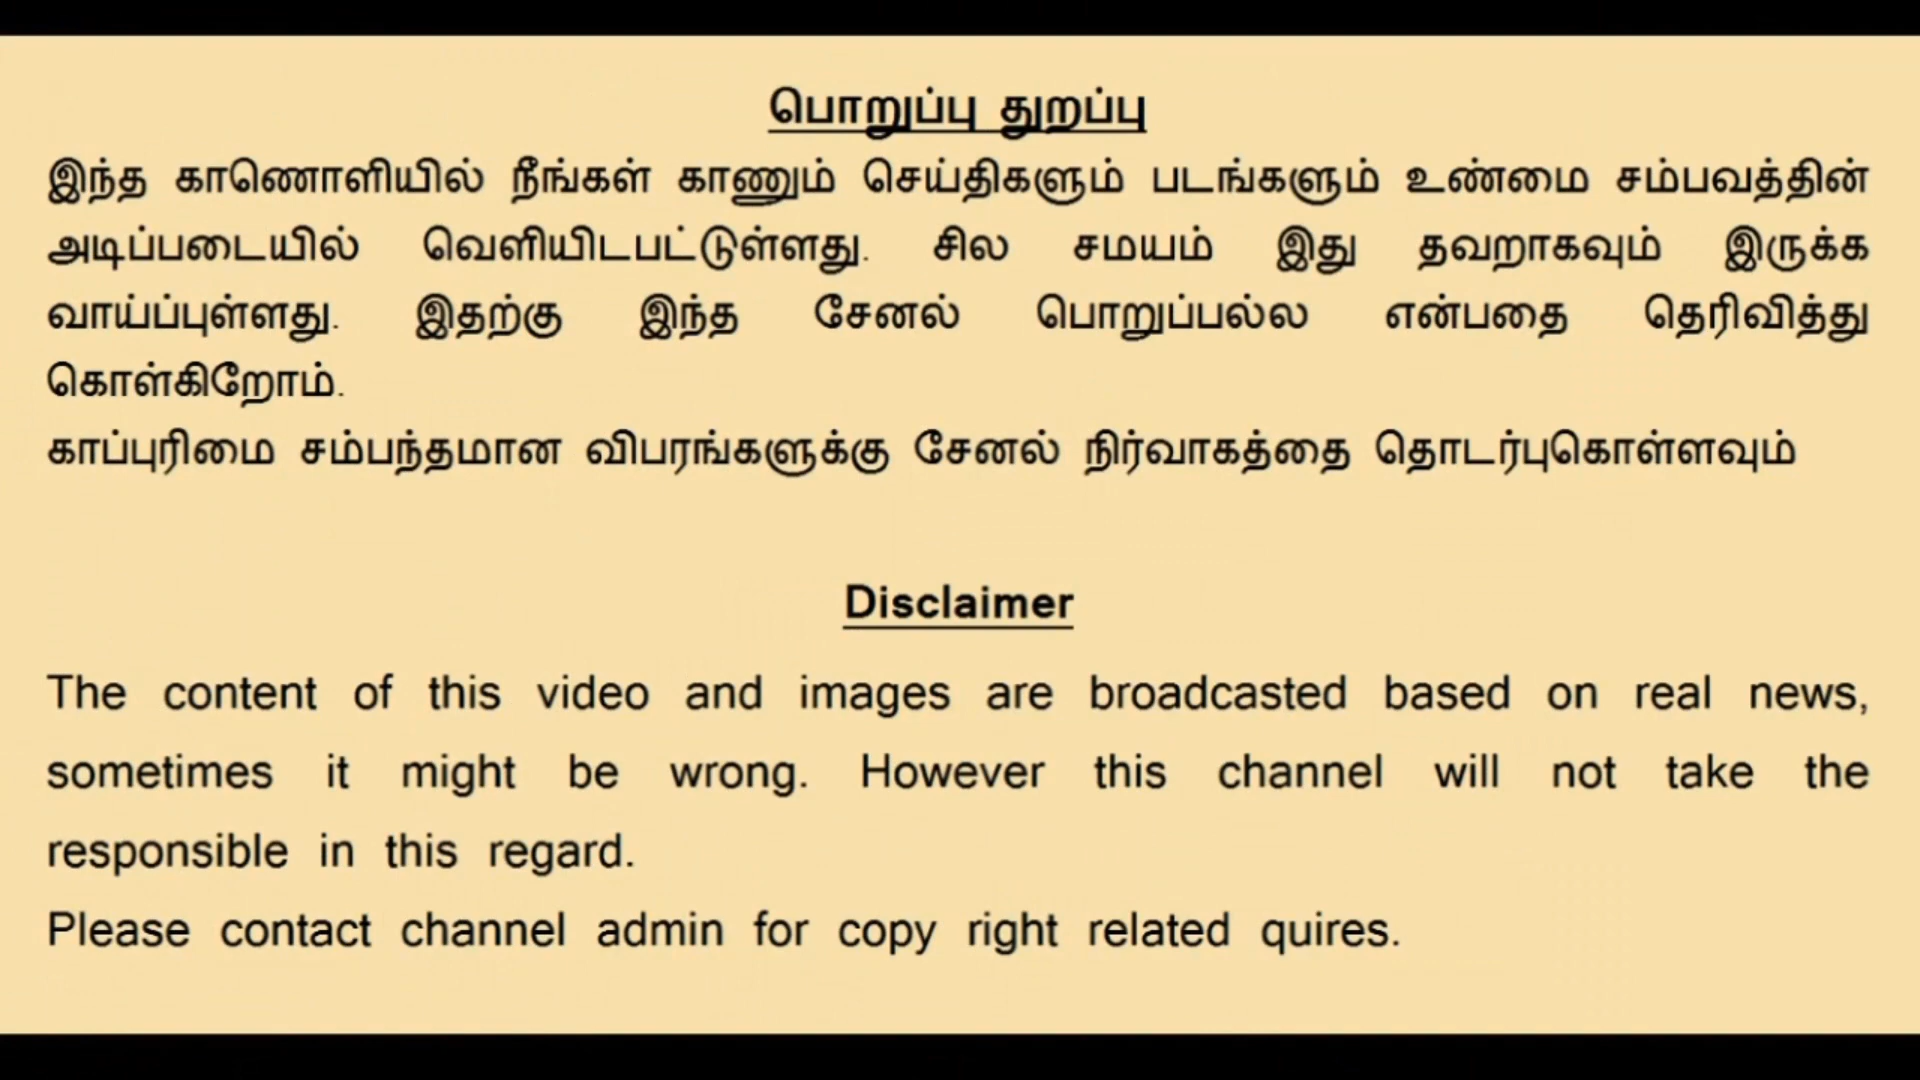 பொறுப்பு துறப்பு
இந்த காணொளியில் நீங்கள் காணும் செய்திகளும் படங்களும் உண்மை சம்பவத்தின்
அடிப்படையில் வெளியிடபட்டுள்ளது. சில சமயம் இது தவறாகவும் இருக்க
வாய்ப்புள்ளது. இதற்கு இந்த சேனல் பொறுப்பல்ல என்பதை தெரிவித்து
கொள்கிறோம்.
காப்புரிமை சம்பந்தமான விபரங்களுக்கு சேனல் நிர்வாகத்தை தொடர்புகொள்ளவும்
Disclaimer
The content of this video and images are broadcasted based on real news,
sometimes it might be wrong. However this channel will not take the
responsible in this regard.
Please contact channel admin for copy right related quires.